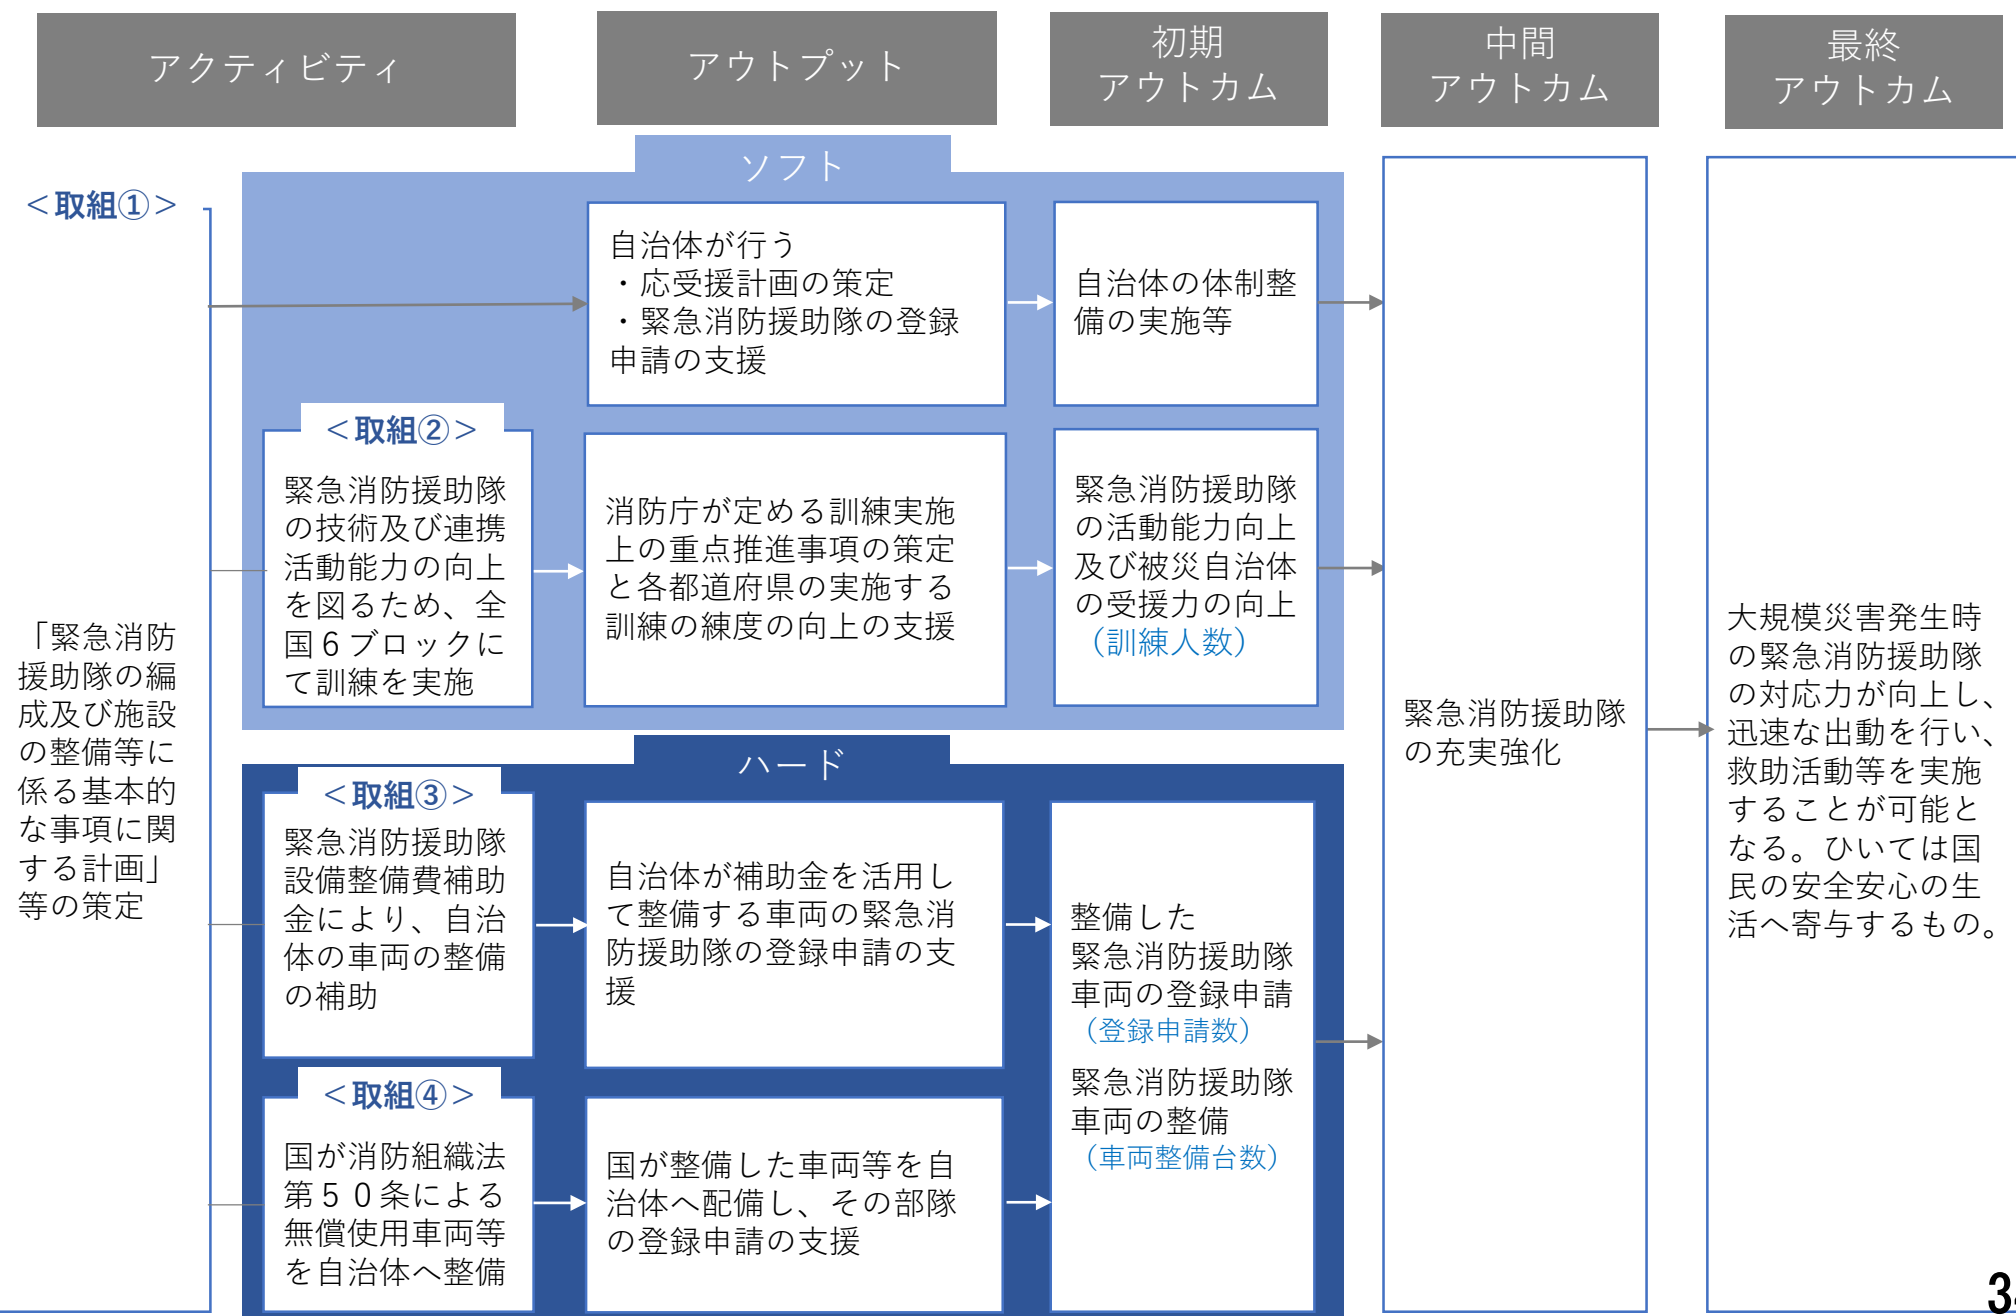 アクティビティ
アウトプット
初期
アウトカム
中間
アウトカム
最終
アウトカム
＜取組①＞
「緊急消防
援助隊の編
成及び施設
の整備等に
係る基本的
な事項に関
する計画」
等の策定
ソフト
自治体が行う
・応受援計画の策定
・緊急消防援助隊の登録
申請の支援
自治体の体制整
備の実施等
＜取組②＞
緊急消防援助隊
の技術及び連携
活動能力の向上
を図るため、全
国６ブロックに
て訓練を実施
消防庁が定める訓練実施
上の重点推進事項の策定
と各都道府県の実施する
訓練の練度の向上の支援
緊急消防援助隊
の活動能力向上
及び被災自治体
の受援力の向上
（訓練人数）
ハード
＜取組③＞
緊急消防援助隊
設備整備費補助
金により、自治
体の車両の整備
の補助
自治体が補助金を活用し
て整備する車両の緊急消
防援助隊の登録申請の支
援
整備した
緊急消防援助隊
車両の登録申請
（登録申請数）
緊急消防援助隊
車両の整備
（車両整備台数）
＜取組④＞
国が消防組織法
第５０条による
無償使用車両等
を自治体へ整備
国が整備した車両等を自
治体へ配備し、その部隊
の登録申請の支援
緊急消防援助隊
の充実強化
大規模災害発生時
の緊急消防援助隊
の対応力が向上し、
迅速な出動を行い、
救助活動等を実施
することが可能と
なる。ひいては国
民の安全安心の生
活へ寄与するもの。